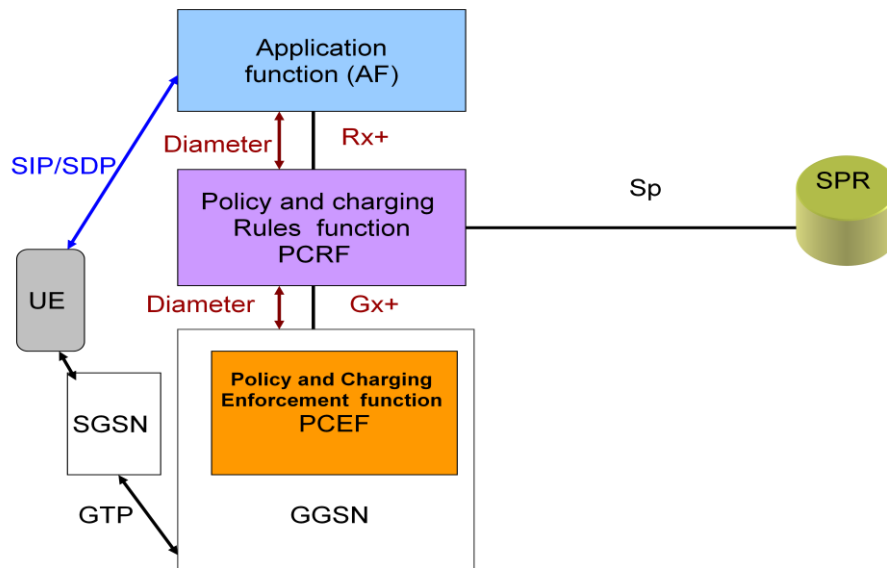 Application
function (AF)
Diameter
Rx+
SIP/SDP
Policy and charging
Rules function
PCRF
Sp
SPR
UE
Diameter
Gx+
Policy and Charging
Enforcement function
PCEF
SGSN
GTP
GGSN